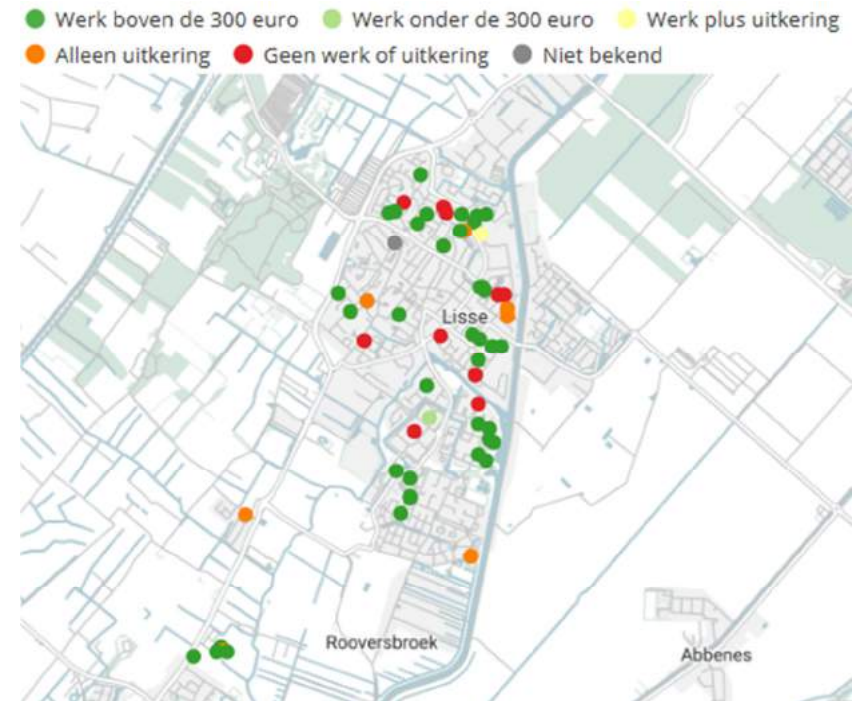 Werk boven de 300 euro Werk onder de 300 euro Werk plus uitkering
Alleen uitkering Geen werk of uitkering Niet bekend
Lisse
Rooversbroek
Abbenes